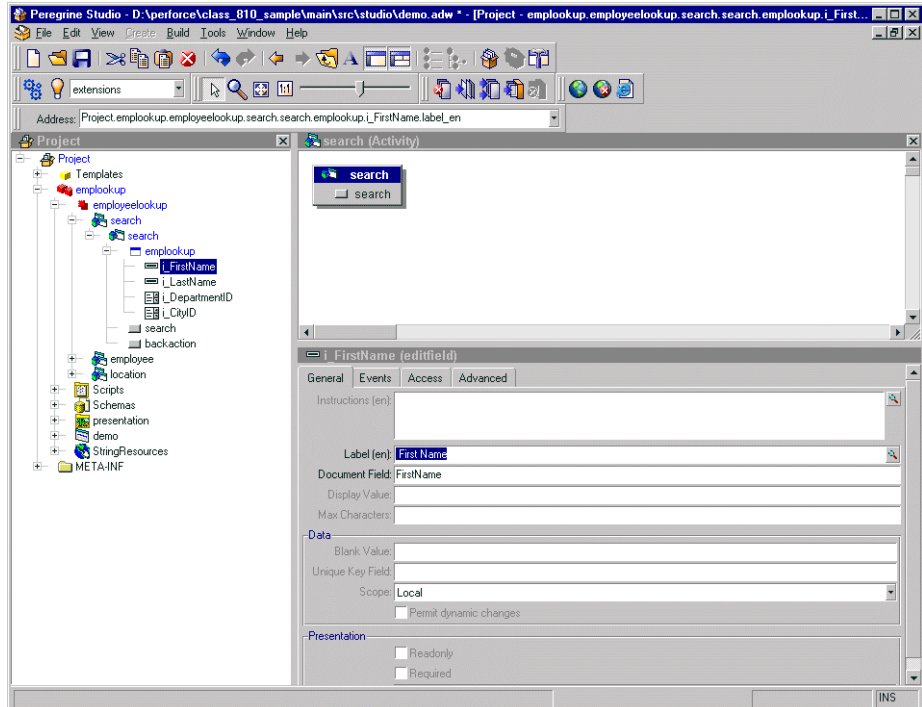 Peregrine Studio - D:\perforce\class_810_sample\main\src\studio\demo.adw * - [Project - emplookup.employeelookup.search.search.emplookup.i_First...
File Edit View Create Build Tools Window Help
A
1:1
extensions
Address: Project.emplookup.employeelookup.search.search.emplookup.i_FirstName.label_en
Project
search (Activity)
Project
Templates
emplookup
employeelookup
search
search
emplookup
i_FirstName
i_LastName
i_DepartmentID
i_CityID
search
backaction
employee
location
Scripts
Schemas
presentation
demo
StringResources
META-INF
search
search
i_FirstName (editfield)
General Events Access Advanced
Instructions (en):
Label (en): First Name
Document Field: FirstName
Display Value:
Max Characters:
Data
Blank Value:
Unique Key Field:
Scope: Local
Permit dynamic changes
Presentation
Readonly
Required
INS